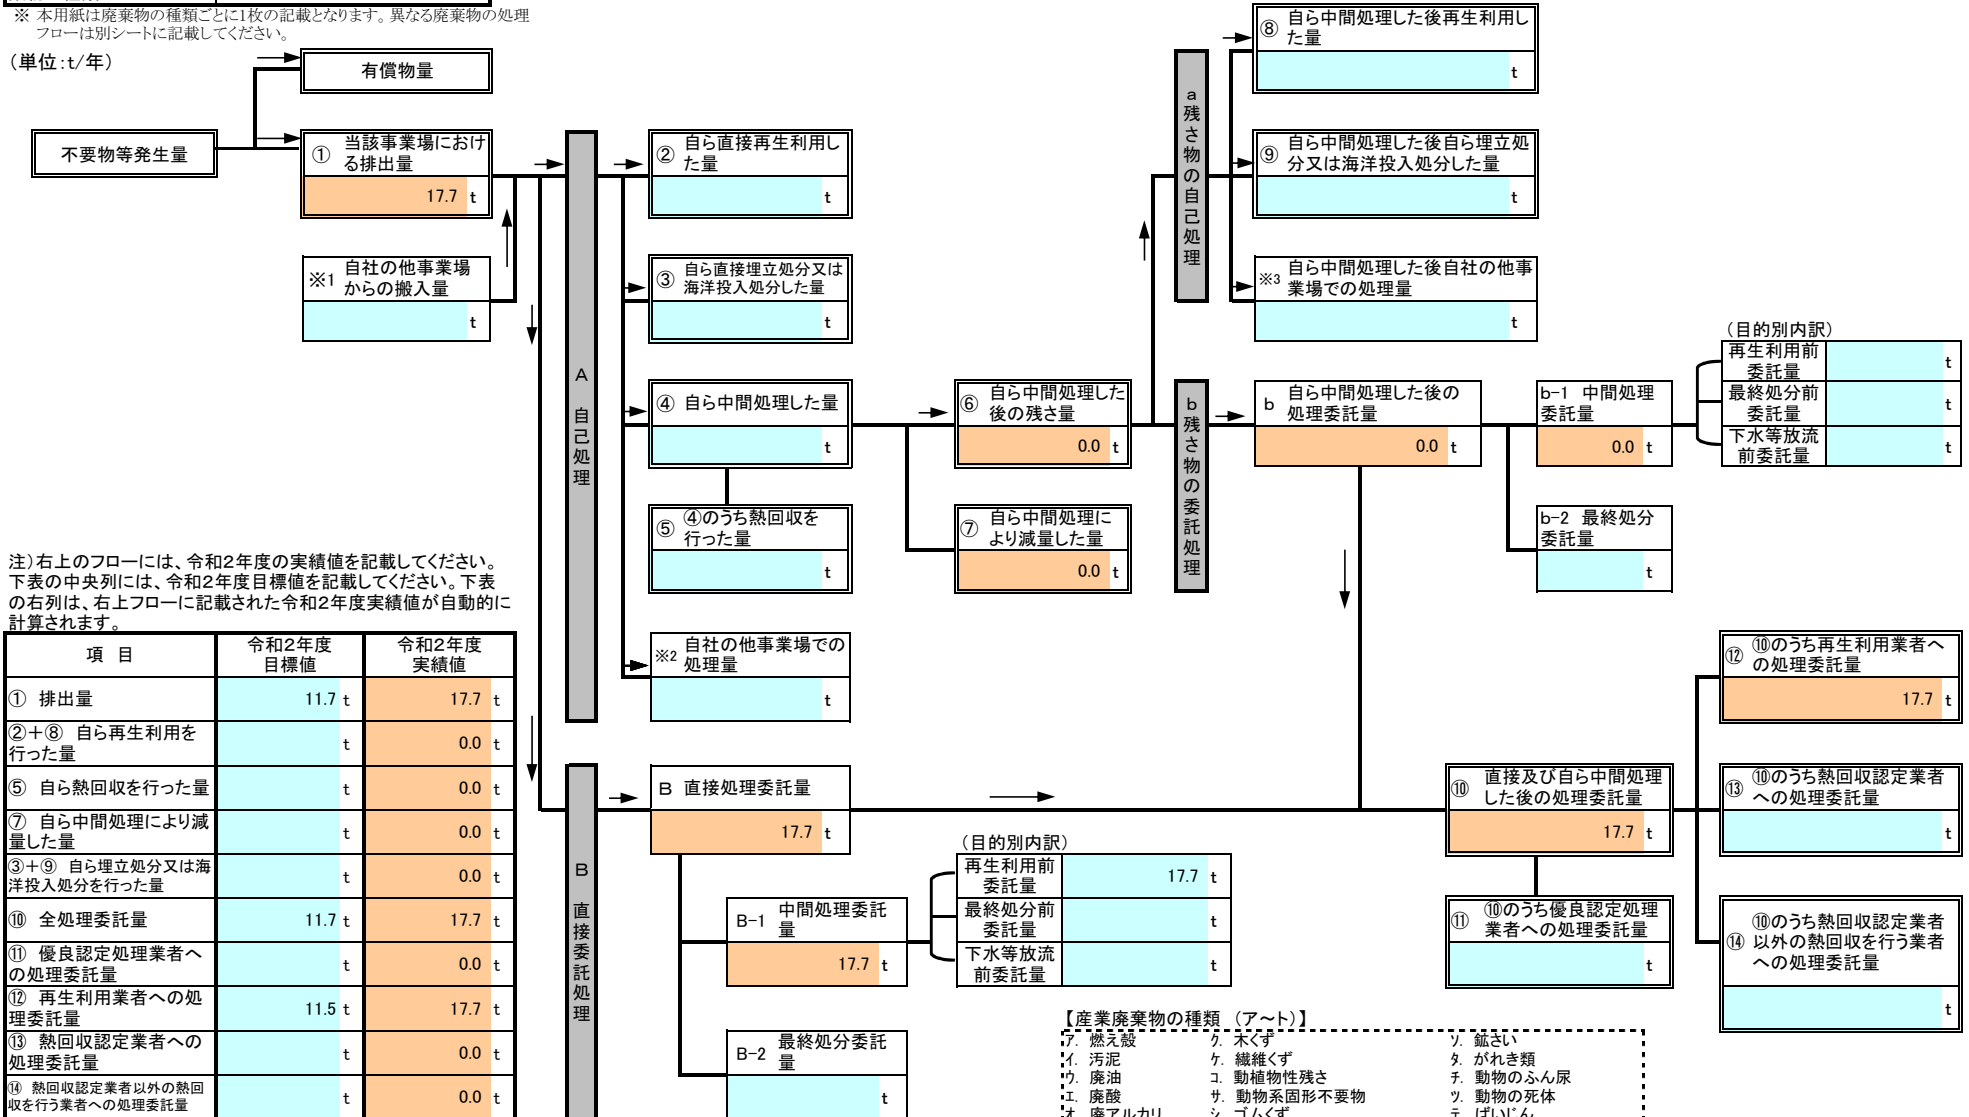 ※ 本用紙は廃棄物の種類ごとに1枚の記載となります。異なる廃棄物の処理
フローは別シートに記載してください。
（単位：t/年）
有償物量
不要物等発生量
① 当該事業場におけ
る排出量
17.7 t
※1 自社の他事業場
からの搬入量
t
A 自己処理
② 自ら直接再生利用し
た量
t
③ 自ら直接埋立処分又は
海洋投入処分した量
t
④ 自ら中間処理した量
t
⑤ ④のうち熱回収を
行った量
t
※2 自社の他事業場での
処理量
t
⑥ 自ら中間処理した
後の残さ量
0.0 t
⑦ 自ら中間処理に
より減量した量
0.0 t
a 残さ物の自己処理
⑧ 自ら中間処理した後再生利用し
た量
t
⑨ 自ら中間処理した後自ら埋立処
分又は海洋投入処分した量
t
※3 自ら中間処理した後自社の他事
業場での処理量
t
b 残さ物の委託処理
b 自ら中間処理した後の
処理委託量
0.0 t
b-1 中間処理
委託量
0.0 t
b-2 最終処分
委託量
t
（目的別内訳）
再生利用前
委託量
t
最終処分前
委託量
t
下水等放流
前委託量
t
注）右上のフローには、令和2年度の実績値を記載してください。
下表の中央列には、令和2年度目標値を記載してください。下表
の右列は、右上フローに記載された令和2年度実績値が自動的に
計算されます。
項 目
令和2年度
目標値
令和2年度
実績値
① 排出量 11.7 t 17.7 t
②＋⑧ 自ら再生利用を
行った量
t 0.0 t
⑤ 自ら熱回収を行った量 t 0.0 t
⑦ 自ら中間処理により減
量した量
t 0.0 t
③＋⑨ 自ら埋立処分又は海
洋投入処分を行った量
t 0.0 t
⑩ 全処理委託量 11.7 t 17.7 t
⑪ 優良認定処理業者へ
の処理委託量
t 0.0 t
⑫ 再生利用業者への処
理委託量
11.5 t 17.7 t
⑬ 熱回収認定業者への
処理委託量
t 0.0 t
⑭ 熱回収認定業者以外の熱回
収を行う業者への処理委託量
t 0.0 t
B 直接委託処理
B 直接処理委託量
17.7 t
B-1 中間処理委託
量
17.7 t
B-2 最終処分委託
量
t
（目的別内訳）
再生利用前
委託量
17.7 t
最終処分前
委託量
t
下水等放流
前委託量
t
⑩ 直接及び自ら中間処理
した後の処理委託量
17.7 t
⑪ ⑩のうち優良認定処理
業者への処理委託量
t
⑫ ⑩のうち再生利用業者へ
の処理委託量
17.7 t
⑬ ⑩のうち熱回収認定業者
への処理委託量
t
⑭ ⑩のうち熱回収認定業者
以外の熱回収を行う業者
への処理委託量
t
【産業廃棄物の種類 （ア～ト）】
ア. 燃え殻 ク. 木くず ソ. 鉱さい
イ. 汚泥 ケ. 繊維くず タ. がれき類
ウ. 廃油 コ. 動植物性残さ チ. 動物のふん尿
エ. 廃酸 サ. 動物系固形不要物 ツ. 動物の死体
オ. 廃アルカリ シ. ゴムくず テ. ばいじん